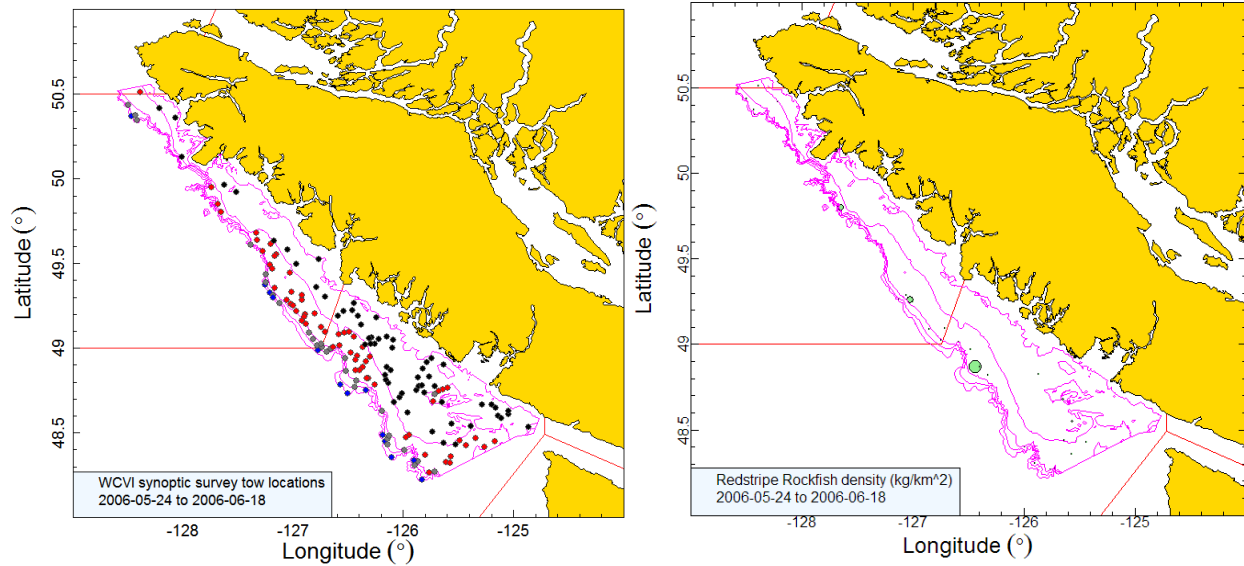 50.5
50
49.5
49
48.5
Latitude (°)
WCVI synoptic survey tow locations
2006-05-24 to 2006-06-18
-128
-127
-126
-125
Longitude (°)
50.5
50
49.5
49
48.5
Latitude (°)
Redstripe Rockfish density (kg/km^2)
2006-05-24 to 2006-06-18
-128
-127
-126
-125
Longitude (°)